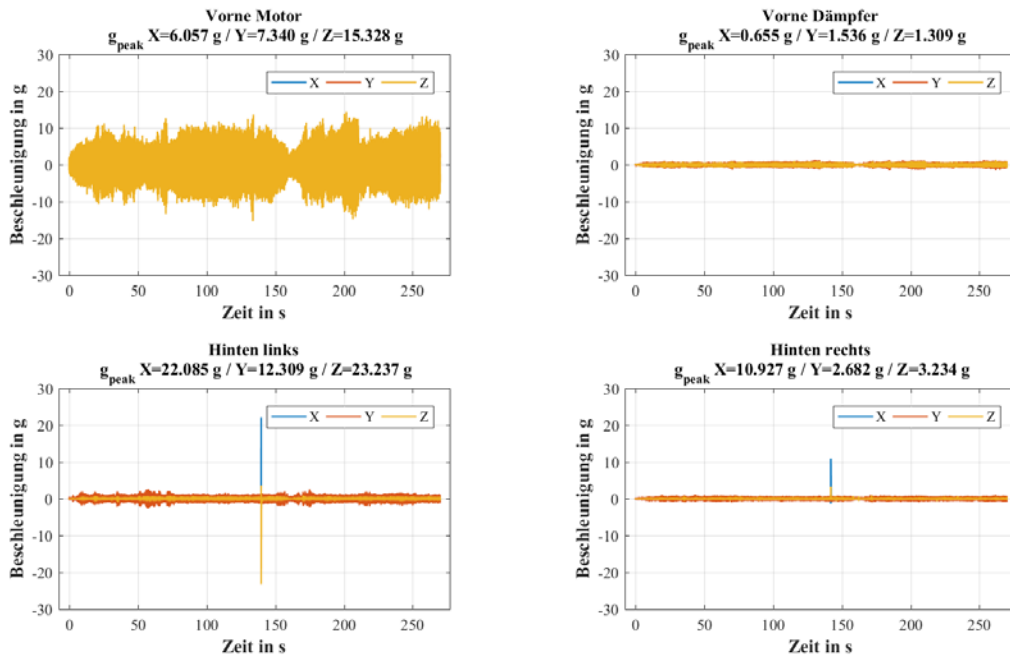 Vorne Motor
g_peak X=6.057 g / Y=7.340 g / Z=15.328 g
X Y Z
30
20
10
0
-10
-20
-30
Beschleunigung in g
0 50 100 150 200 250
Zeit in s
Vorne Dämpfer
g_peak X=0.655 g / Y=1.536 g / Z=1.309 g
X Y Z
30
20
10
0
-10
-20
-30
Beschleunigung in g
0 50 100 150 200 250
Zeit in s
Hinten links
g_peak X=22.085 g / Y=12.309 g / Z=23.237 g
X Y Z
30
20
10
0
-10
-20
-30
Beschleunigung in g
0 50 100 150 200 250
Zeit in s
Hinten rechts
g_peak X=10.927 g / Y=2.682 g / Z=3.234 g
X Y Z
30
20
10
0
-10
-20
-30
Beschleunigung in g
0 50 100 150 200 250
Zeit in s